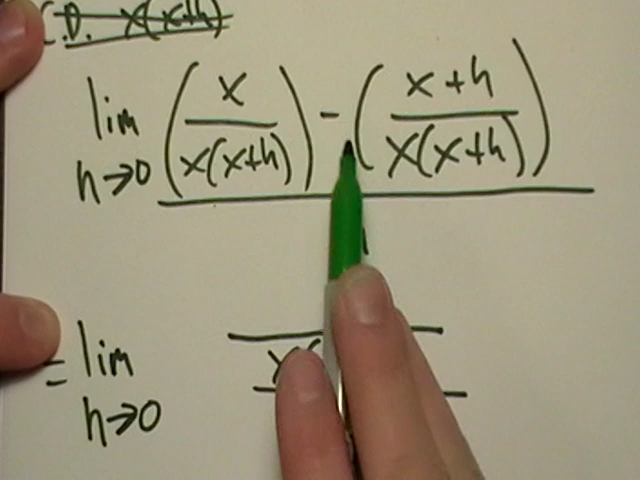 C.D. x(x+h)
lim h→0 (x / x(x+h)) - (x+h / x(x+h))
= lim h→0